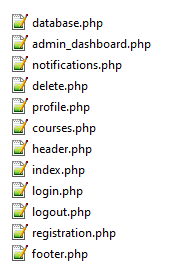 database.php
admin_dashboard.php
notifications.php
delete.php
profile.php
courses.php
header.php
index.php
login.php
logout.php
registration.php
footer.php